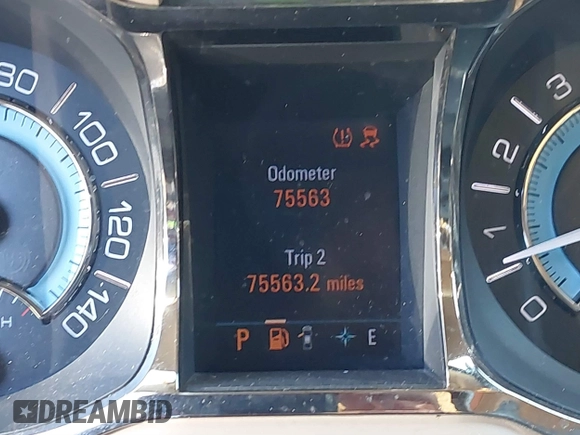 80
100
120
140
H
Odometer
75563
Trip 2
75563.2 miles
P
E
3
2
1
0
DREAMBID